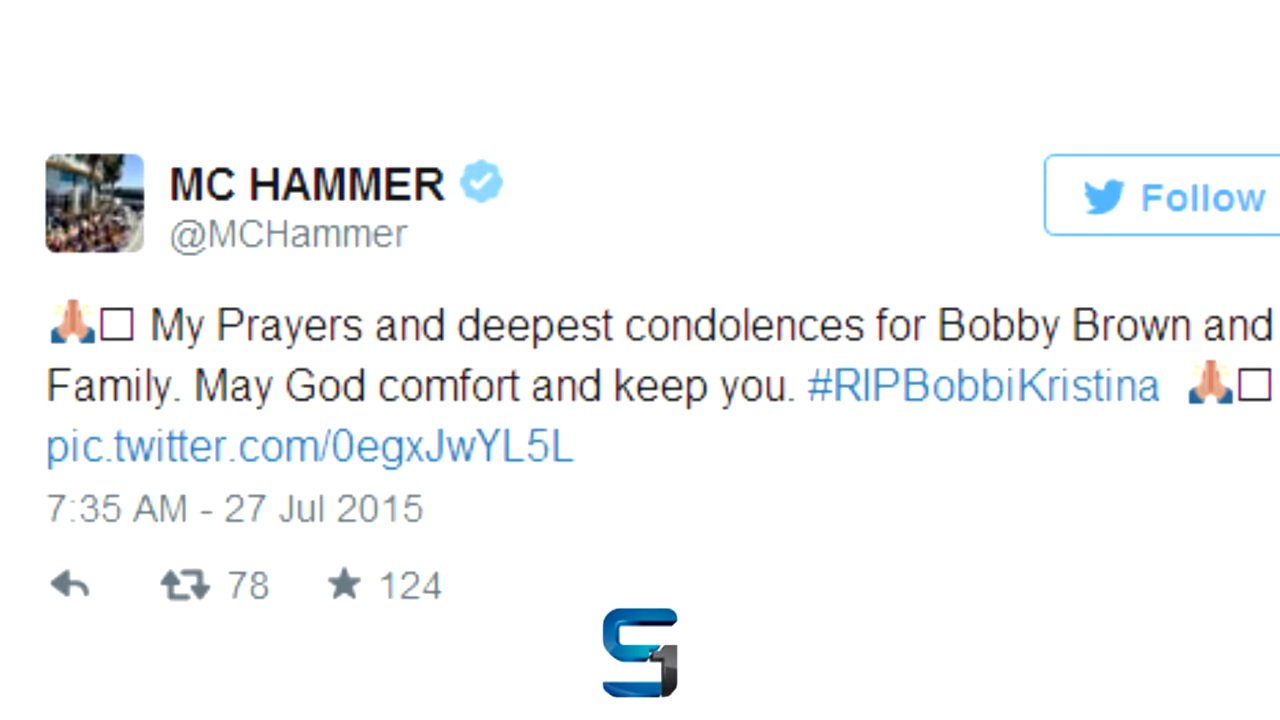 MC HAMMER
@MCHammer
Follow
🙏□ My Prayers and deepest condolences for Bobby Brown and
Family. May God comfort and keep you. #RIPBobbiKristina 🙏□
pic.twitter.com/0egxJwYL5L
7:35 AM - 27 Jul 2015
78 124
S1